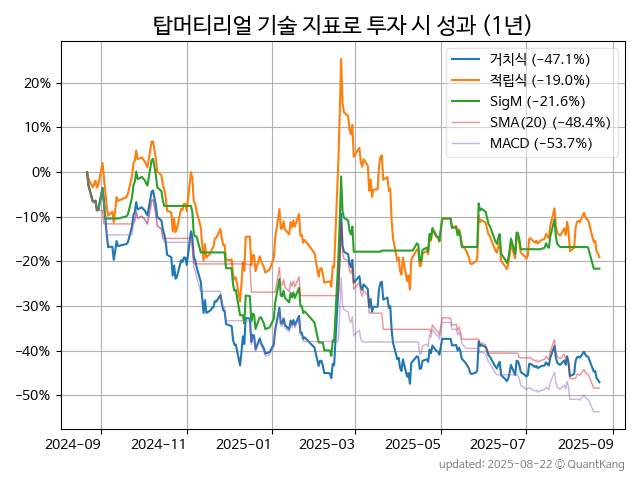 탑머티리얼 기술 지표로 투자 시 성과 (1년)
거치식 (−47.1%)
적립식 (−19.0%)
SigM (−21.6%)
SMA(20) (−48.4%)
MACD (−53.7%)
20%
10%
0%
−10%
−20%
−30%
−40%
−50%
2024-09 2024-11 2025-01 2025-03 2025-05 2025-07 2025-09
updated: 2025-08-22 © QuantKang